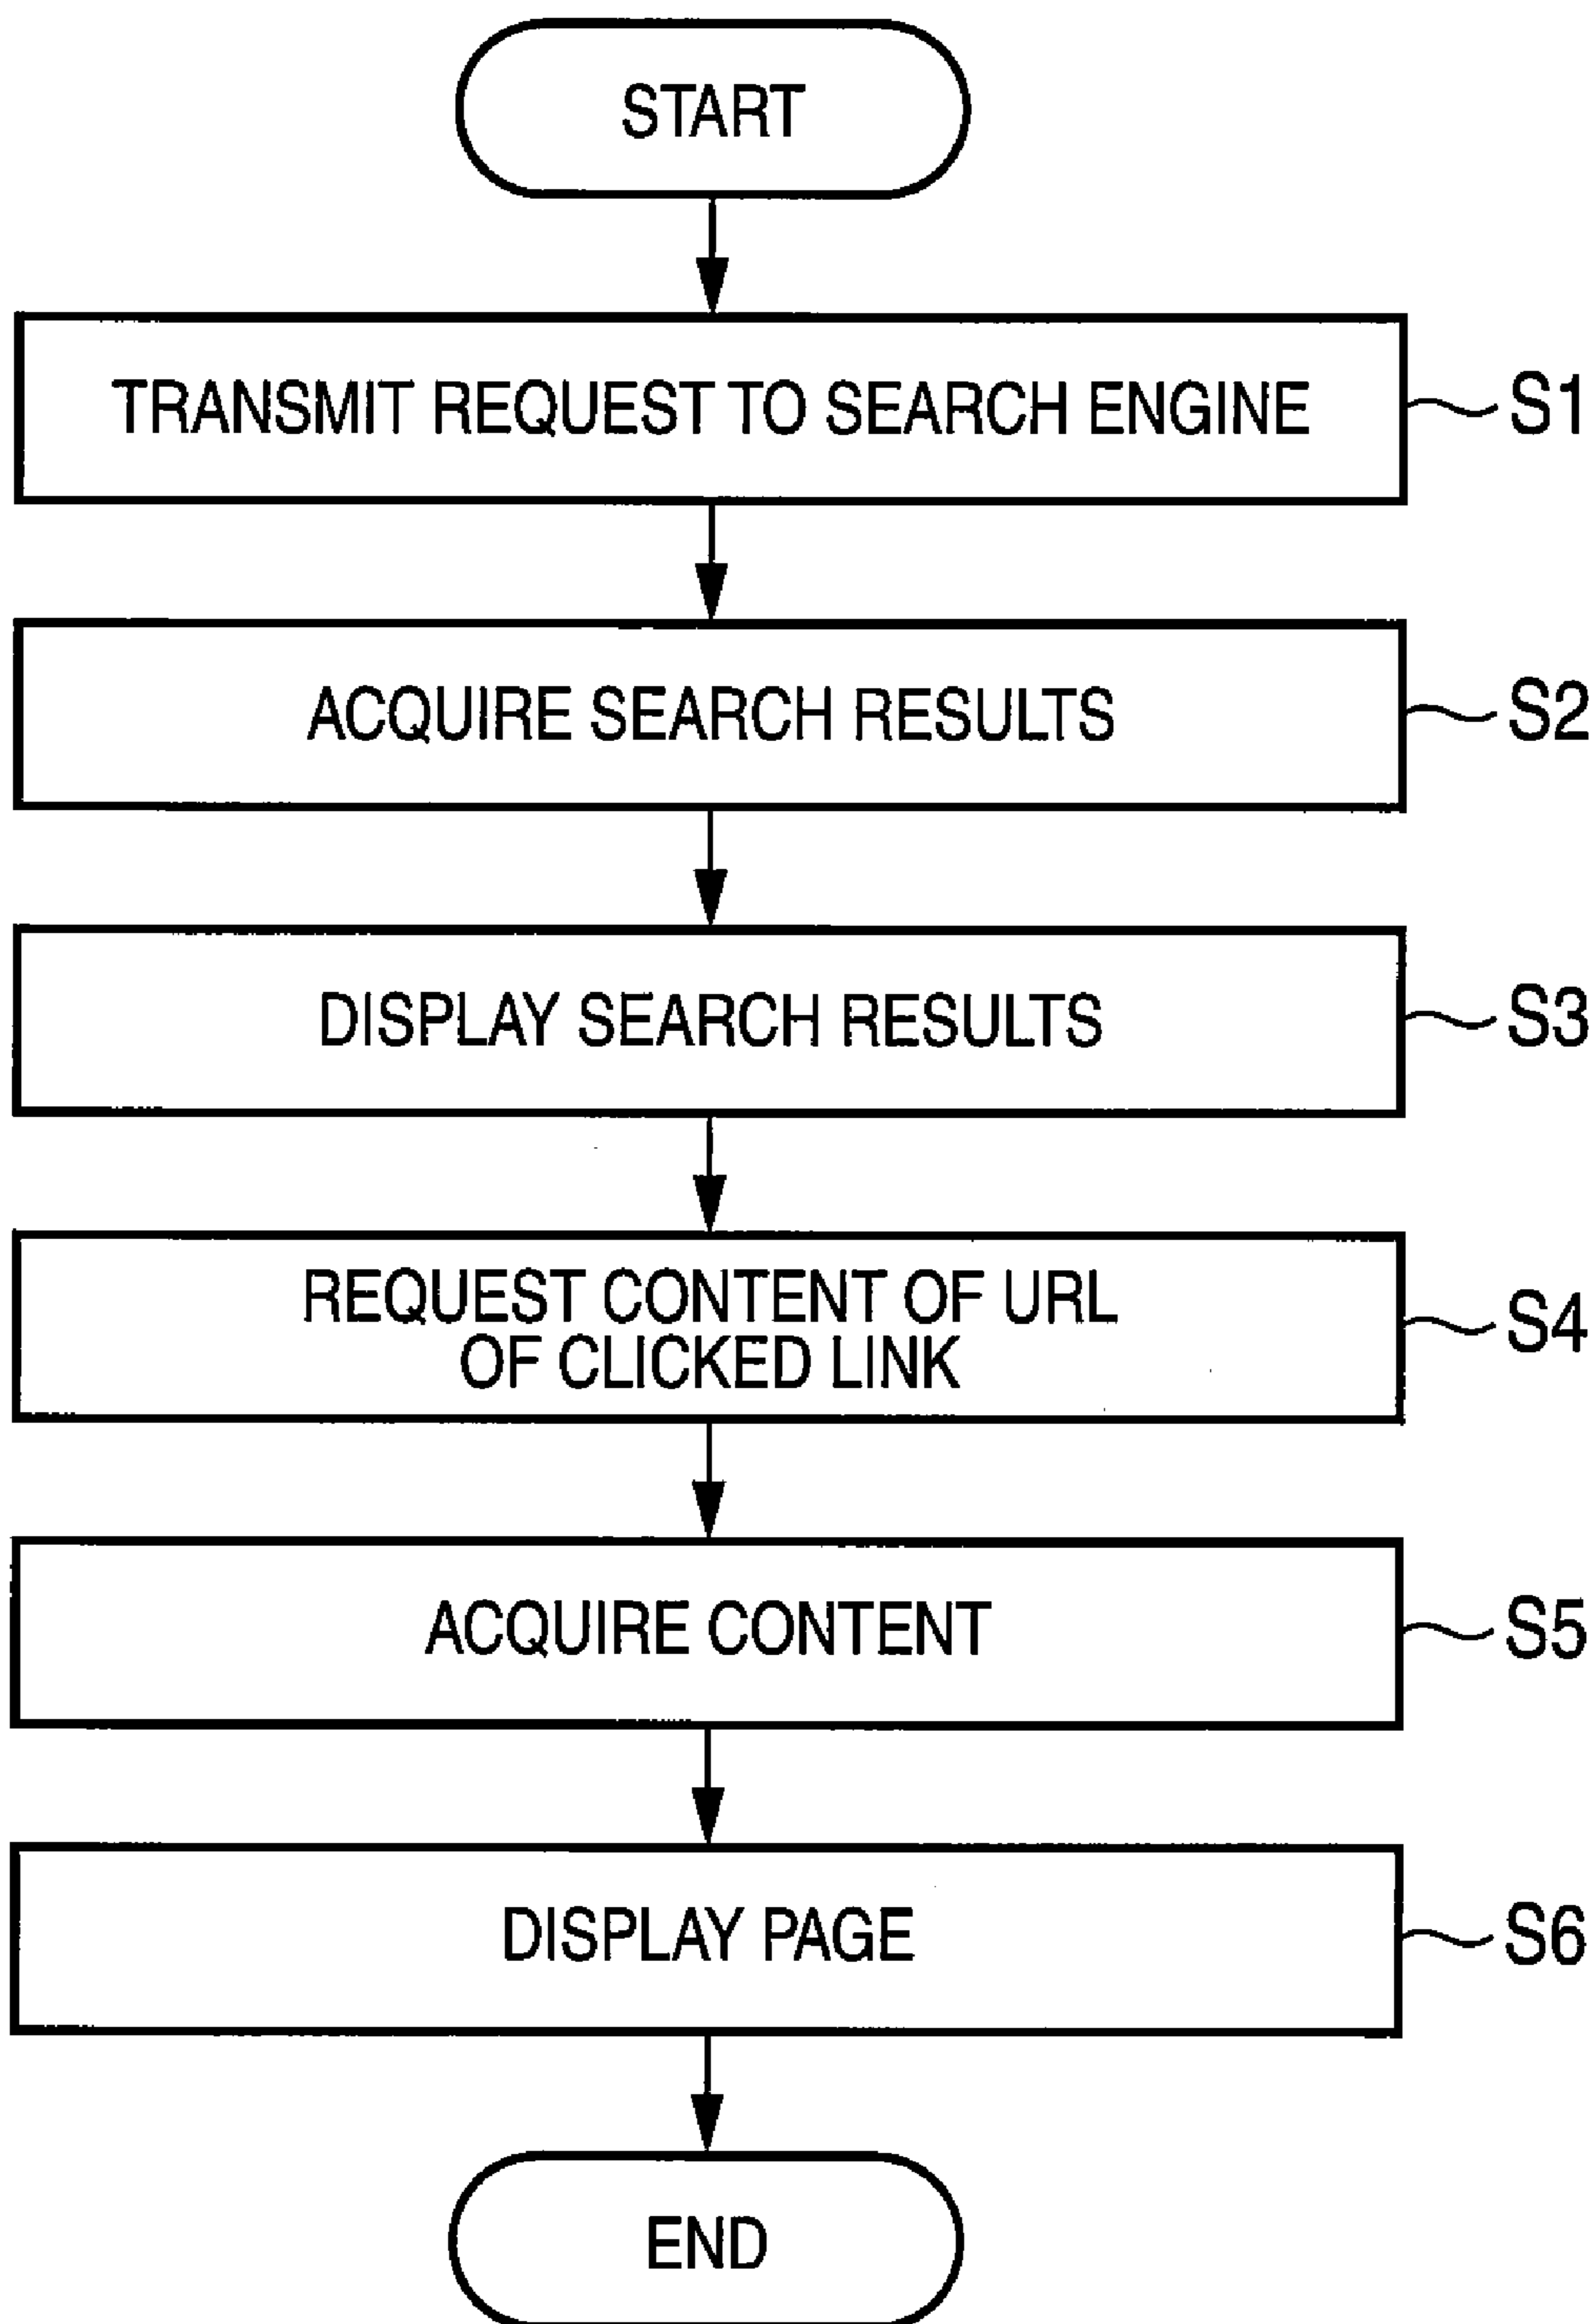 START
TRANSMIT REQUEST TO SEARCH ENGINE
S1
ACQUIRE SEARCH RESULTS
S2
DISPLAY SEARCH RESULTS
S3
REQUEST CONTENT OF URL
OF CLICKED LINK
S4
ACQUIRE CONTENT
S5
DISPLAY PAGE
S6
END